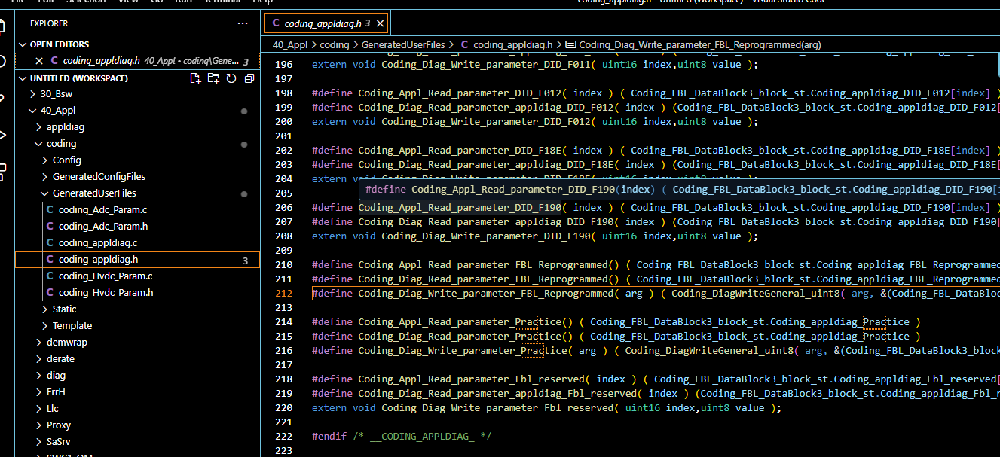 File Edit Selection View Go Run Terminal Help
coding_appldiag.h - Untitled (Workspace) - Visual Studio Code
EXPLORER
OPEN EDITORS
coding_appldiag.h 40_Appl • coding\Gene... 3
UNTITLED (WORKSPACE)
30_Bsw
40_Appl
appldiag
coding
Config
GeneratedConfigFiles
GeneratedUserFiles
C coding_Adc_Param.c
C coding_Adc_Param.h
C coding_appldiag.c
C coding_appldiag.h 3
C coding_Hvdc_Param.c
C coding_Hvdc_Param.h
Static
Template
demwrap
derate
diag
ErrH
Llc
Proxy
SaSrv
SWC1_OM
C coding_appldiag.h 3
40_Appl > coding > GeneratedUserFiles > C coding_appldiag.h > Coding_Diag_Write_parameter_FBL_Reprogrammed(arg)
196 extern void Coding_Diag_Write_parameter_DID_F011( uint16 index,uint8 value );
197
198 #define Coding_Appl_Read_parameter_DID_F012( index ) ( Coding_FBL_DataBlock3_block_st.Coding_appldiag_DID_F012[index] )
199 #define Coding_Diag_Read_parameter_appldiag_DID_F012( index ) (Coding_FBL_DataBlock3_block_st.Coding_appldiag_DID_F012[
200 extern void Coding_Diag_Write_parameter_DID_F012( uint16 index,uint8 value );
201
202 #define Coding_Appl_Read_parameter_DID_F18E( index ) ( Coding_FBL_DataBlock3_block_st.Coding_appldiag_DID_F18E[index] )
203 #define Coding_Diag_Read_parameter_appldiag_DID_F18E( index ) (Coding_FBL_DataBlock3_block_st.Coding_appldiag_DID_F18E[
204 extern void Coding_Diag_Write_parameter_DID_F18E( uint16 index,uint8 value );
205 #define Coding_Appl_Read_parameter_DID_F190(index) ( Coding_FBL_DataBlock3_block_st.Coding_appldiag_DID_F190[
206 #define Coding_Appl_Read_parameter_DID_F190( index ) ( Coding_FBL_DataBlock3_block_st.Coding_appldiag_DID_F190[index] )
207 #define Coding_Diag_Read_parameter_appldiag_DID_F190( index ) (Coding_FBL_DataBlock3_block_st.Coding_appldiag_DID_F190[
208 extern void Coding_Diag_Write_parameter_DID_F190( uint16 index,uint8 value );
209
210 #define Coding_Appl_Read_parameter_FBL_Reprogrammed() ( Coding_FBL_DataBlock3_block_st.Coding_appldiag_FBL_Reprogrammed
211 #define Coding_Diag_Read_parameter_FBL_Reprogrammed() ( Coding_FBL_DataBlock3_block_st.Coding_appldiag_FBL_Reprogrammed
212 #define Coding_Diag_Write_parameter_FBL_Reprogrammed( arg ) ( Coding_DiagWriteGeneral_uint8( arg, &(Coding_FBL_DataBloc
213
214 #define Coding_Appl_Read_parameter_Practice() ( Coding_FBL_DataBlock3_block_st.Coding_appldiag_Practice )
215 #define Coding_Diag_Read_parameter_Practice() ( Coding_FBL_DataBlock3_block_st.Coding_appldiag_Practice )
216 #define Coding_Diag_Write_parameter_Practice( arg ) ( Coding_DiagWriteGeneral_uint8( arg, &(Coding_FBL_DataBlock3_block
217
218 #define Coding_Appl_Read_parameter_Fbl_reserved( index ) ( Coding_FBL_DataBlock3_block_st.Coding_appldiag_Fbl_reserved[
219 #define Coding_Diag_Read_parameter_appldiag_Fbl_reserved( index ) (Coding_FBL_DataBlock3_block_st.Coding_appldiag_Fbl_r
220 extern void Coding_Diag_Write_parameter_Fbl_reserved( uint16 index,uint8 value );
221
222 #endif /* __CODING_APPLDIAG_ */
223